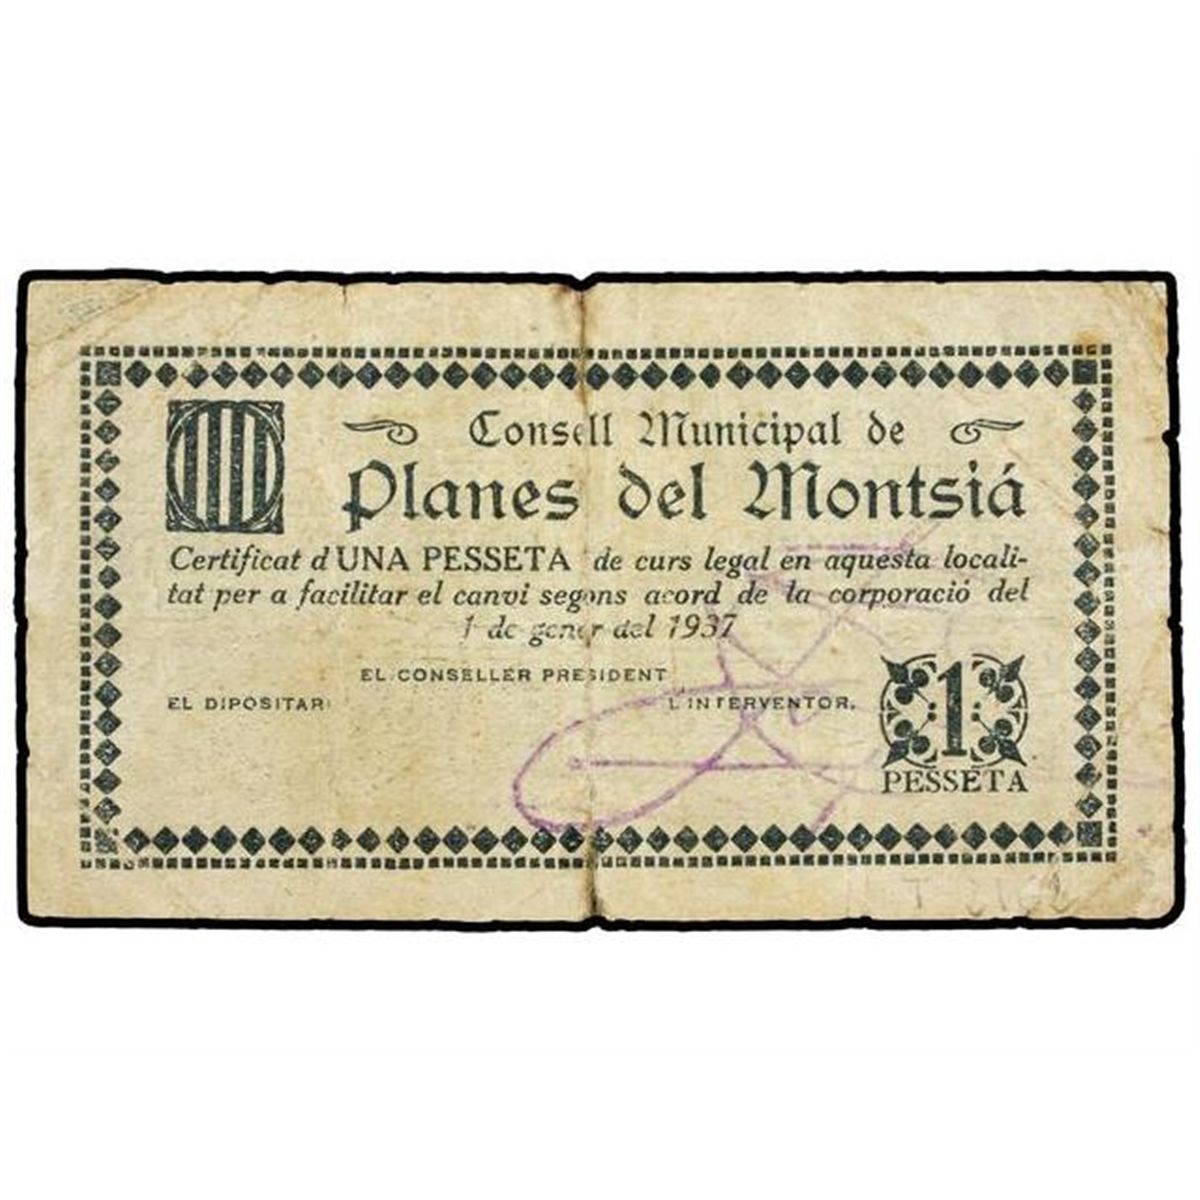 Consell Municipal de
Planes del Montsiá
Certificat d'UNA PESSETA de curs legal en aquesta locali-
tat per a facilitar el canvi segons acord de la corporació del
1 de gener del 1937
EL CONSELLER PRESIDENT
EL DIPOSITARI
L'INTERVENTOR,
1
PESSETA
T 2162